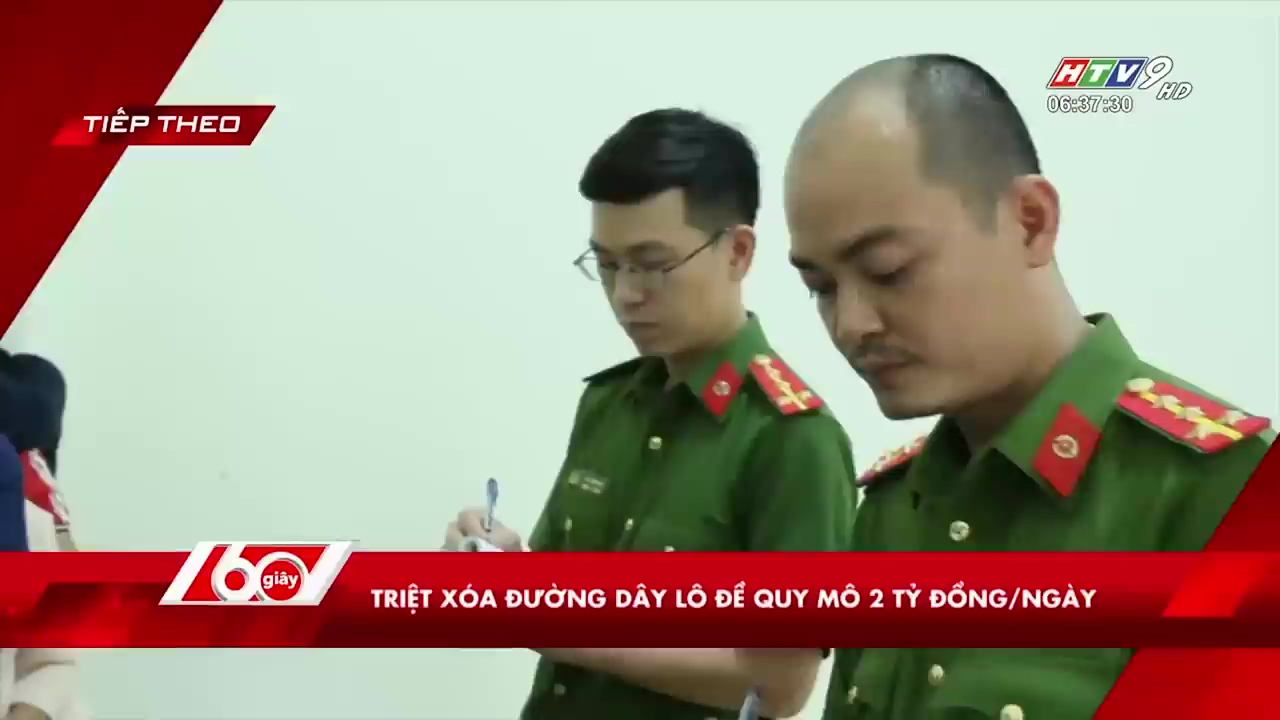 TIẾP THEO
HTV9 HD
06:37:30
60 giây
TRIỆT XÓA ĐƯỜNG DÂY LÔ ĐỀ QUY MÔ 2 TỶ ĐỒNG/NGÀY